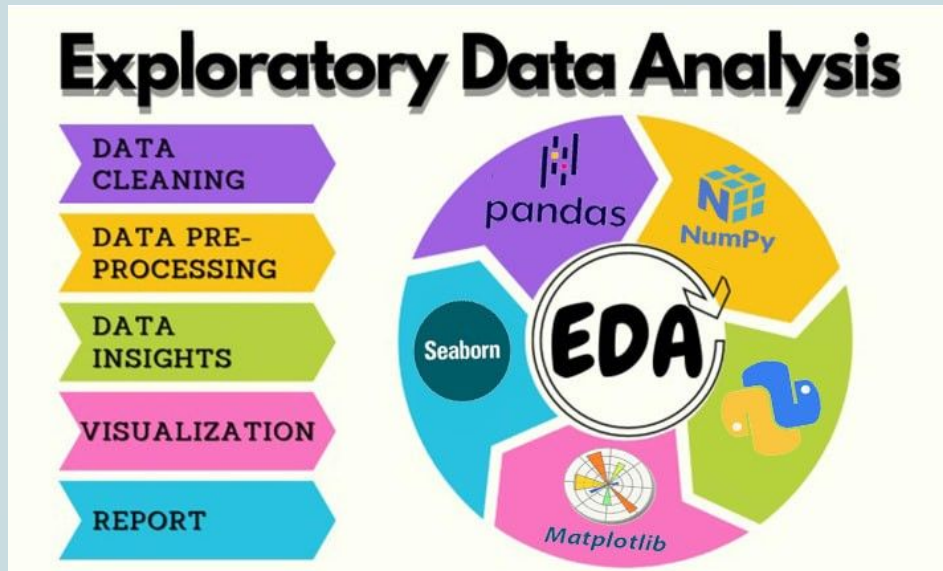 Exploratory Data Analysis
DATA
CLEANING
DATA PRE-
PROCESSING
DATA
INSIGHTS
VISUALIZATION
REPORT
pandas
NumPy
Seaborn
EDA
Matplotlib